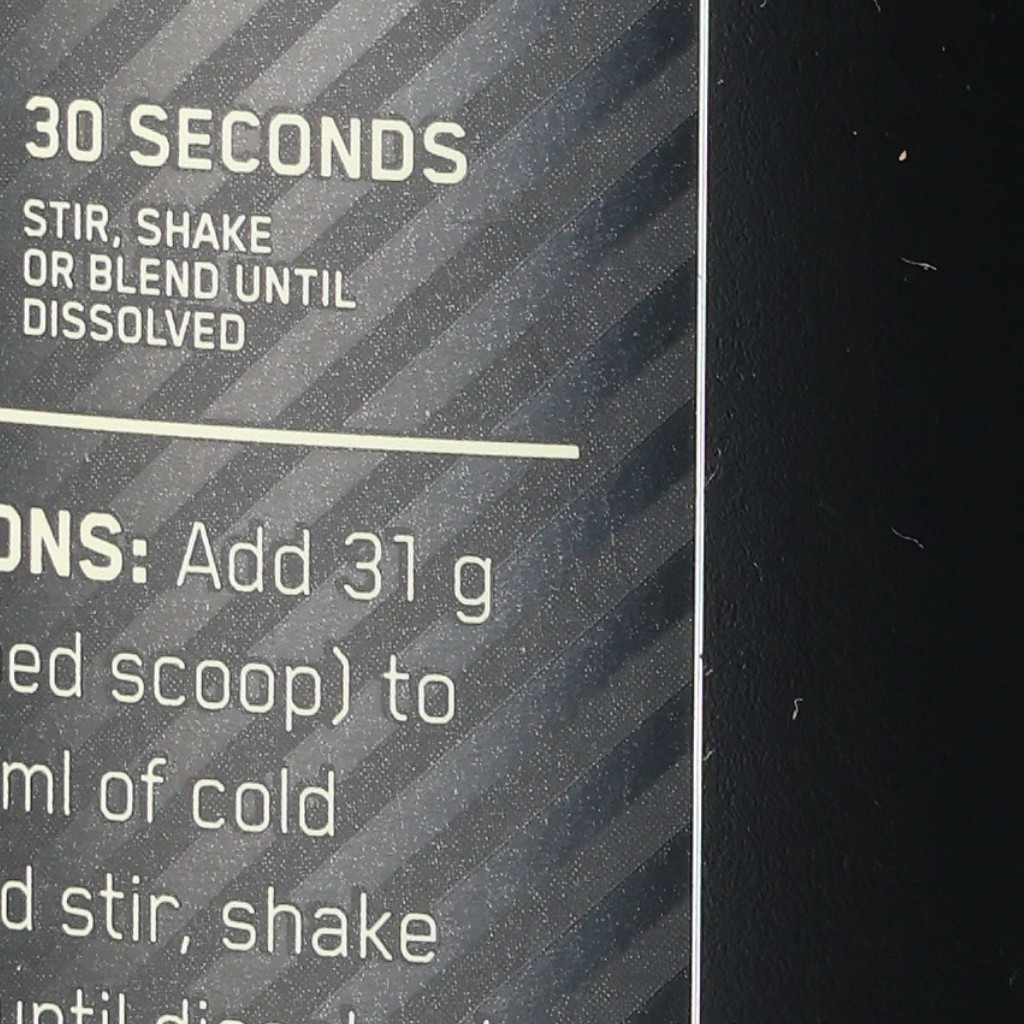 30 SECONDS
STIR, SHAKE
OR BLEND UNTIL
DISSOLVED
ONS: Add 31 g
ed scoop) to
ml of cold
d stir, shake
until